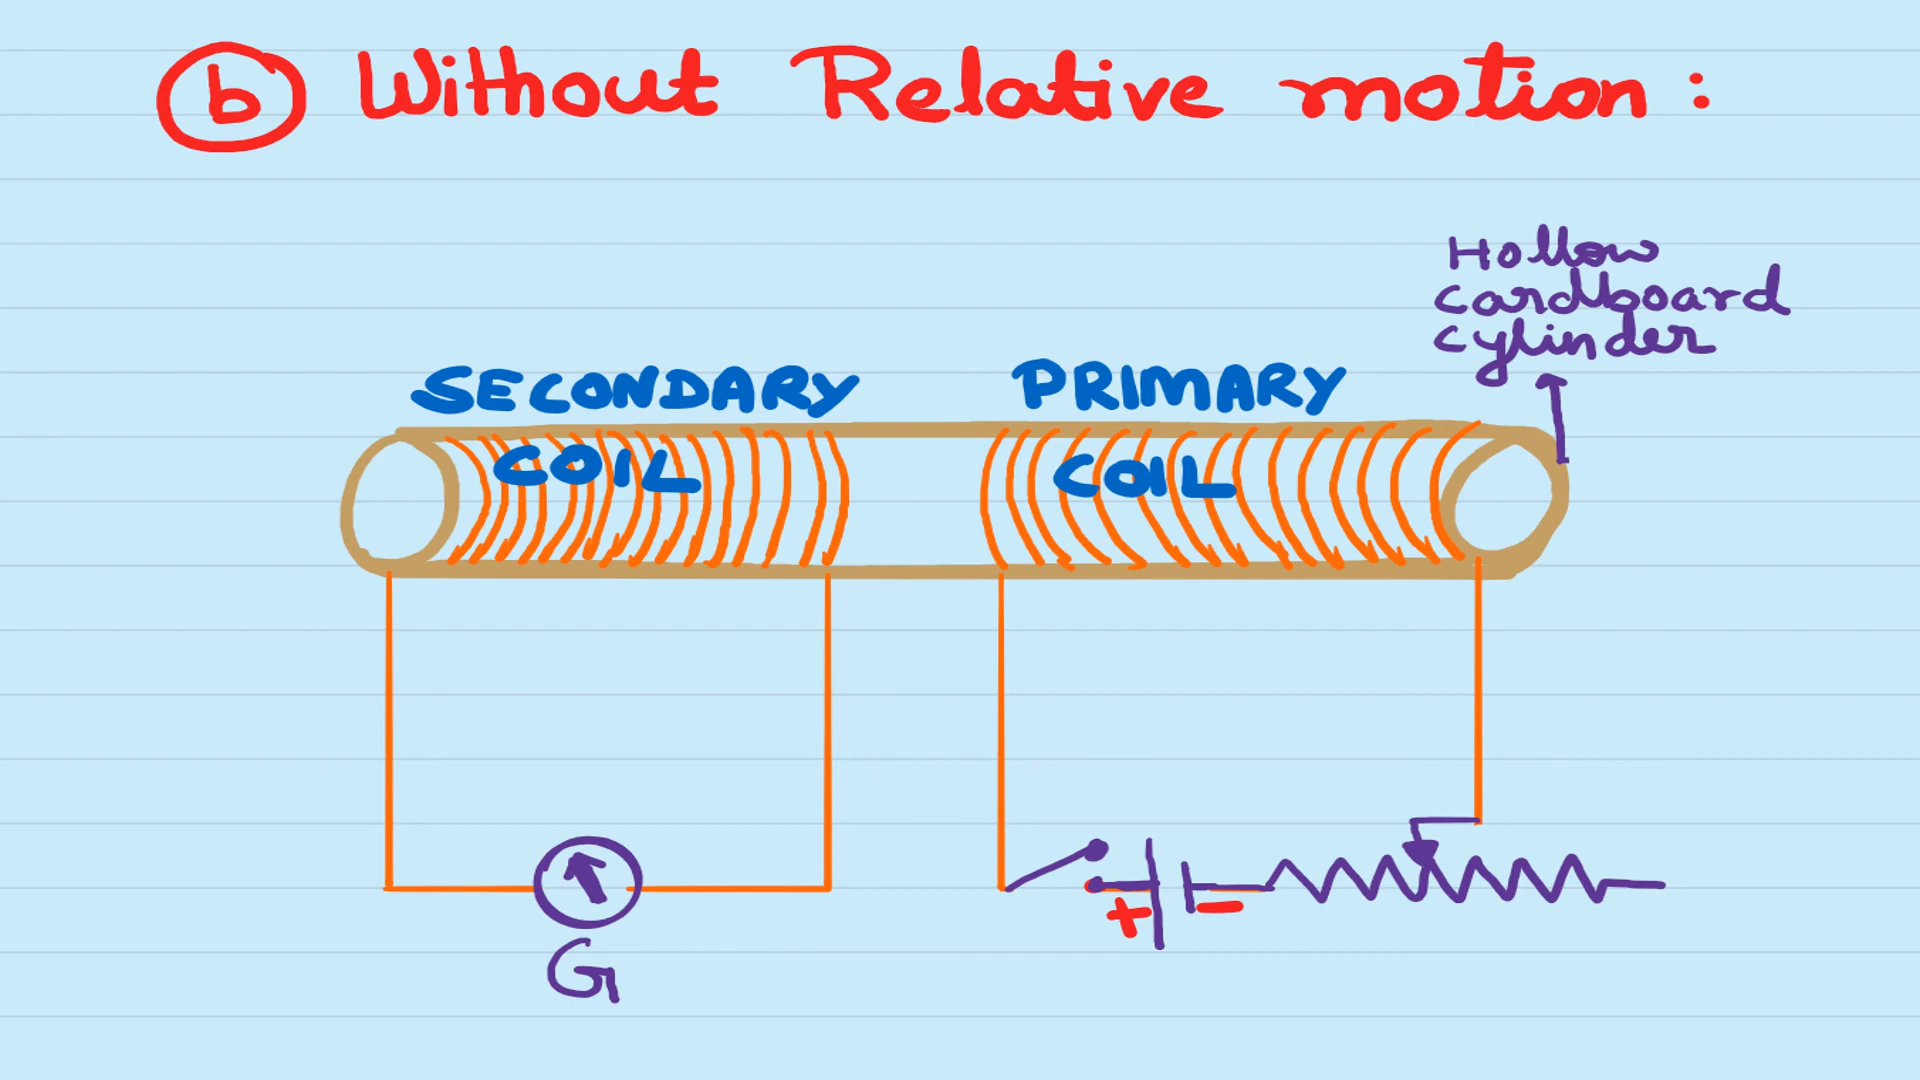 b Without Relative motion :
Hollow
cardboard
cylinder
SECONDARY PRIMARY
COIL COIL
+ −
G